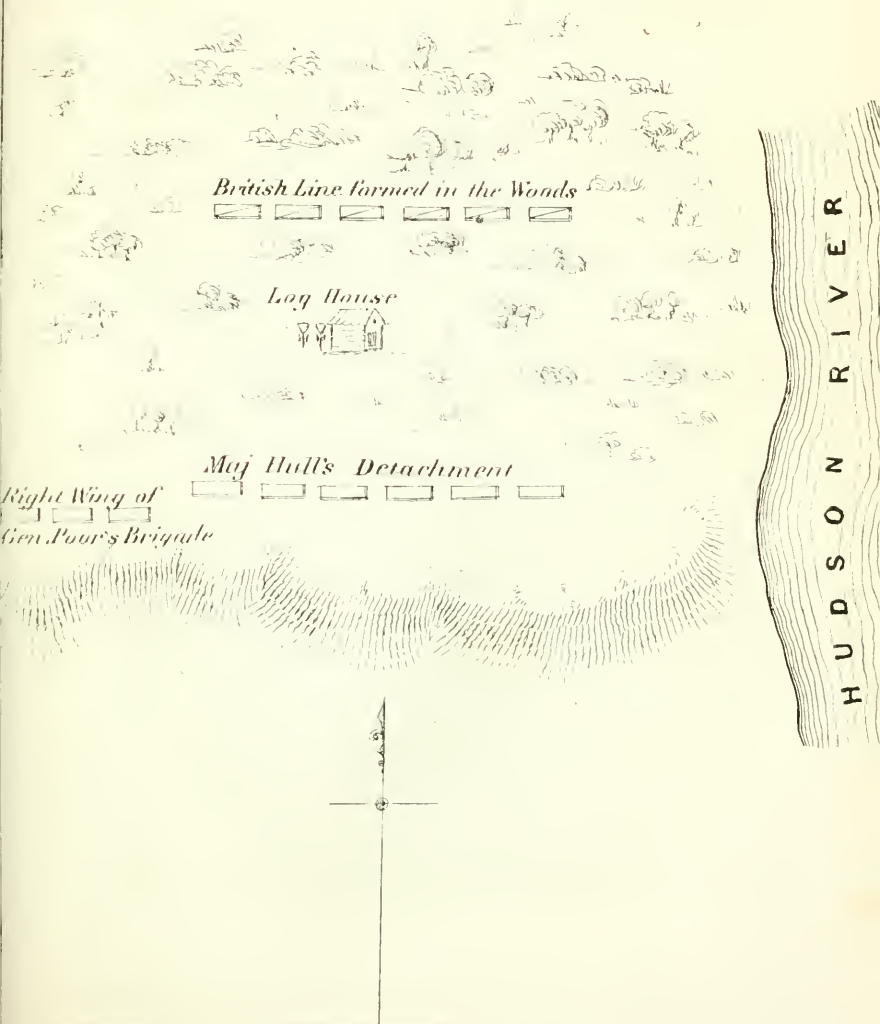 British Line formed in the Woods
Log House
Maj Hull's Detachment
Right Wing of
Gen. Poor's Brigade
HUDSON RIVER